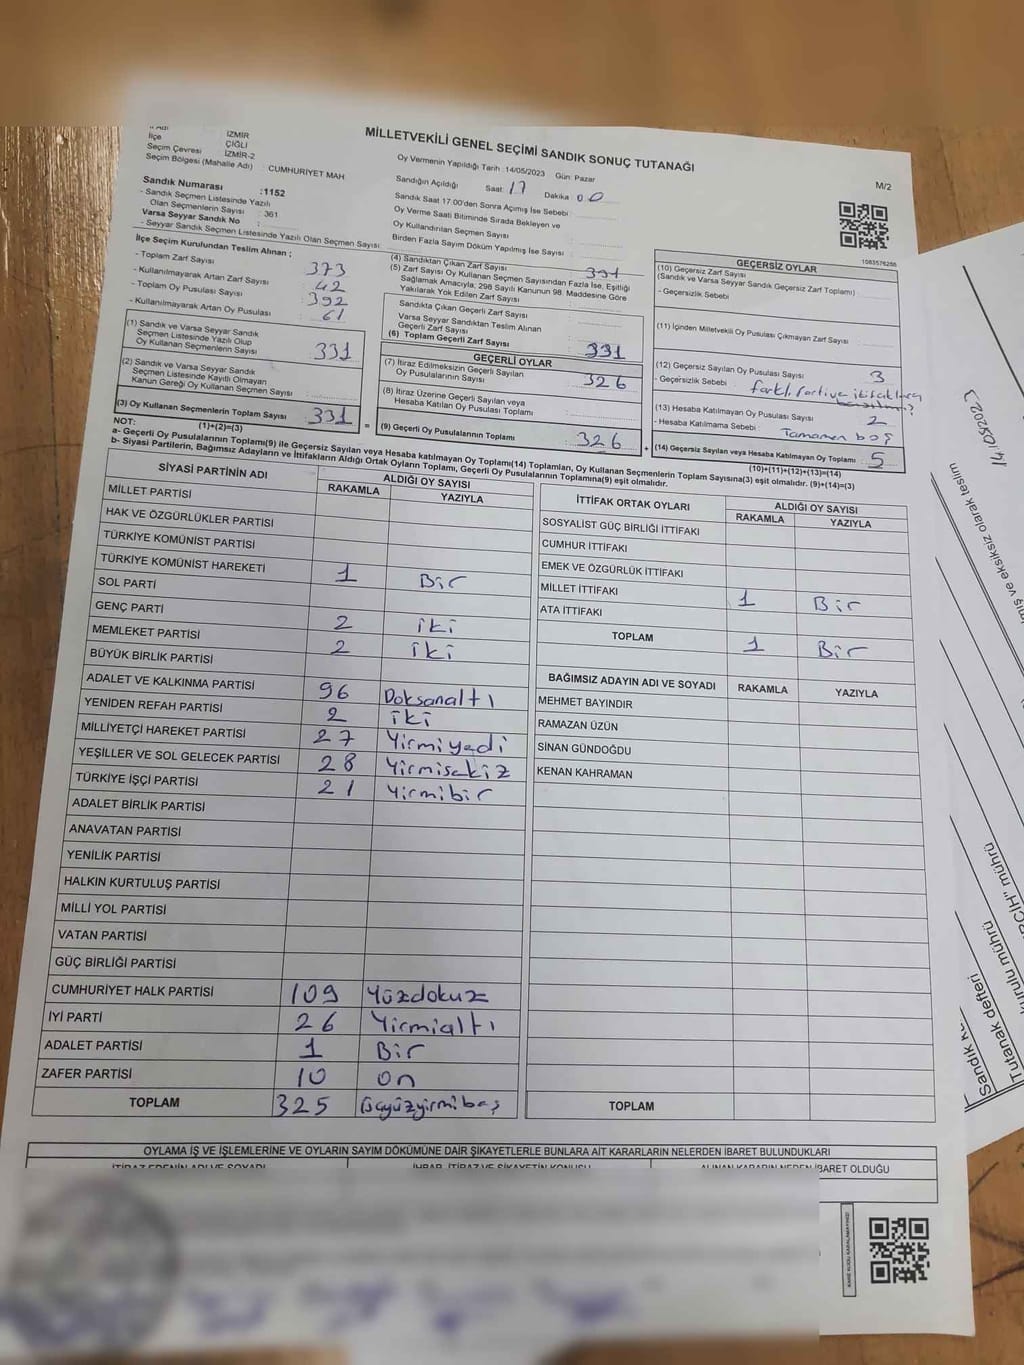 MİLLETVEKİLİ GENEL SEÇİMİ SANDIK SONUÇ TUTANAĞI
M/2
İl Adı İZMİR
İlçe ÇİĞLİ
Seçim Çevresi İZMİR-2
Seçim Bölgesi (Mahalle Adı) CUMHURIYET MAH
Sandık Numarası :1152
- Sandık Seçmen Listesinde Yazılı
Olan Seçmenlerin Sayısı : 361
Varsa Seyyar Sandık No :
- Seyyar Sandık Seçmen Listesinde Yazılı Olan Seçmen Sayısı:
Oy Vermenin Yapıldığı Tarih :14/05/2023 Gün: Pazar
Sandığın Açıldığı Saat: 17 Dakika 00
Sandık Saat 17.00'den Sonra Açımış İse Sebebi :
Oy Verme Saati Bitiminde Sırada Bekleyen ve
Oy Kullandırılan Seçmen Sayısı :
Birden Fazla Sayım Döküm Yapılmış İse Sayısı :
1083576256
İlçe Seçim Kurulundan Teslim Alınan ;
- Toplam Zarf Sayısı : 373
- Kullanılmayarak Artan Zarf Sayısı : 42
- Toplam Oy Pusulası Sayısı : 392
- Kullanılmayarak Artan Oy Pusulası : 61
(1) Sandık ve Varsa Seyyar Sandık
Seçmen Listesinde Yazılı Olup
Oy Kullanan Seçmenlerin Sayısı : 331
(2) Sandık ve Varsa Seyyar Sandık
Seçmen Listesinde Kayıtlı Olmayan
Kanun Gereği Oy Kullanan Seçmen Sayısı :
(3) Oy Kullanan Seçmenlerin Toplam Sayısı : 331
(1)+(2)=(3)
(4) Sandıktan Çıkan Zarf Sayısı : 331
(5) Zarf Sayısı Oy Kullanan Seçmen Sayısından Fazla İse, Eşitliği
Sağlamak Amacıyla; 298 Sayılı Kanunun 98. Maddesine Göre
Yakılarak Yok Edilen Zarf Sayısı :
Sandıkta Çıkan Geçerli Zarf Sayısı :
Varsa Seyyar Sandıktan Teslim Alınan
Geçerli Zarf Sayısı :
(6) Toplam Geçerli Zarf Sayısı : 331
GEÇERLİ OYLAR
(7) İtiraz Edilmeksizin Geçerli Sayılan
Oy Pusulalarının Sayısı : 326
(8) İtiraz Üzerine Geçerli Sayılan veya
Hesaba Katılan Oy Pusulası Toplamı :
= (9) Geçerli Oy Pusulalarının Toplamı : 326
GEÇERSİZ OYLAR
(10) Geçersiz Zarf Sayısı
(Sandık ve Varsa Seyyar Sandık Geçersiz Zarf Toplamı) :
- Geçersizlik Sebebi :
(11) İçinden Milletvekili Oy Pusulası Çıkmayan Zarf Sayısı :
(12) Geçersiz Sayılan Oy Pusulası Sayısı : 3
- Geçersizlik Sebebi : farklı partiye
(13) Hesaba Katılmayan Oy Pusulası Sayısı : 2
- Hesaba Katılmama Sebebi : Tamamen boş
+ (14) Geçersiz Sayılan veya Hesaba Katılmayan Oy Toplamı : 5
(10)+(11)+(12)+(13)=(14)
NOT:
a- Geçerli Oy Pusulalarının Toplamı(9) ile Geçersiz Sayılan veya Hesaba Katılmayan Oy Toplamı(14) Toplamları, Oy Kullanan Seçmenlerin Toplam Sayısına(3) eşit olmalıdır. (9)+(14)=(3)
b- Siyasi Partilerin, Bağımsız Adayların ve İttifakların Aldığı Ortak Oyların Toplamı, Geçerli Oy Pusulalarının Toplamına(9) eşit olmalıdır.
SİYASİ PARTİNİN ADI ALDIĞI OY SAYISI
RAKAMLA YAZIYLA
MİLLET PARTİSİ
HAK VE ÖZGÜRLÜKLER PARTİSİ
TÜRKİYE KOMÜNİST PARTİSİ
TÜRKİYE KOMÜNİST HAREKETİ 1 Bir
SOL PARTİ
GENÇ PARTİ 2 iki
MEMLEKET PARTİSİ 2 iki
BÜYÜK BİRLİK PARTİSİ
ADALET VE KALKINMA PARTİSİ 96 Doksanaltı
YENİDEN REFAH PARTİSİ 2 iki
MİLLİYETÇİ HAREKET PARTİSİ 27 Yirmiyedi
YEŞİLLER VE SOL GELECEK PARTİSİ 28 Yirmisekiz
TÜRKİYE İŞÇİ PARTİSİ 21 Yirmibir
ADALET BİRLİK PARTİSİ
ANAVATAN PARTİSİ
YENİLİK PARTİSİ
HALKIN KURTULUŞ PARTİSİ
MİLLİ YOL PARTİSİ
VATAN PARTİSİ
GÜÇ BİRLİĞİ PARTİSİ
CUMHURİYET HALK PARTİSİ 109 Yüzdokuz
İYİ PARTİ 26 Yirmialtı
ADALET PARTİSİ 1 Bir
ZAFER PARTİSİ 10 on
TOPLAM 325 üçyüzyirmibeş
İTTİFAK ORTAK OYLARI ALDIĞI OY SAYISI
RAKAMLA YAZIYLA
SOSYALİST GÜÇ BİRLİĞİ İTTİFAKI
CUMHUR İTTİFAKI
EMEK VE ÖZGÜRLÜK İTTİFAKI
MİLLET İTTİFAKI 1 Bir
ATA İTTİFAKI
TOPLAM 1 Bir
BAĞIMSIZ ADAYIN ADI VE SOYADI RAKAMLA YAZIYLA
MEHMET BAYINDIR
RAMAZAN ÜZÜN
SİNAN GÜNDOĞDU
KENAN KAHRAMAN
TOPLAM
OYLAMA İŞ VE İŞLEMLERİNE VE OYLARIN SAYIM DÖKÜMÜNE DAİR ŞİKAYETLERLE BUNLARA AİT KARARLARIN NELERDEN İBARET BULUNDUKLARI
İTİRAZ EDENİN ADI VE SOYADI İHBAR, İTİRAZ VE ŞİKAYETİN KONUSU ALINAN KARARIN NEDEN İBARET OLDUĞU
KARE KODU KARALAMAYINIZ!
14/05/2023
ve eksiksiz olarak teslim
mührü
kurulu mührü
Tutanak defteri
Sandık